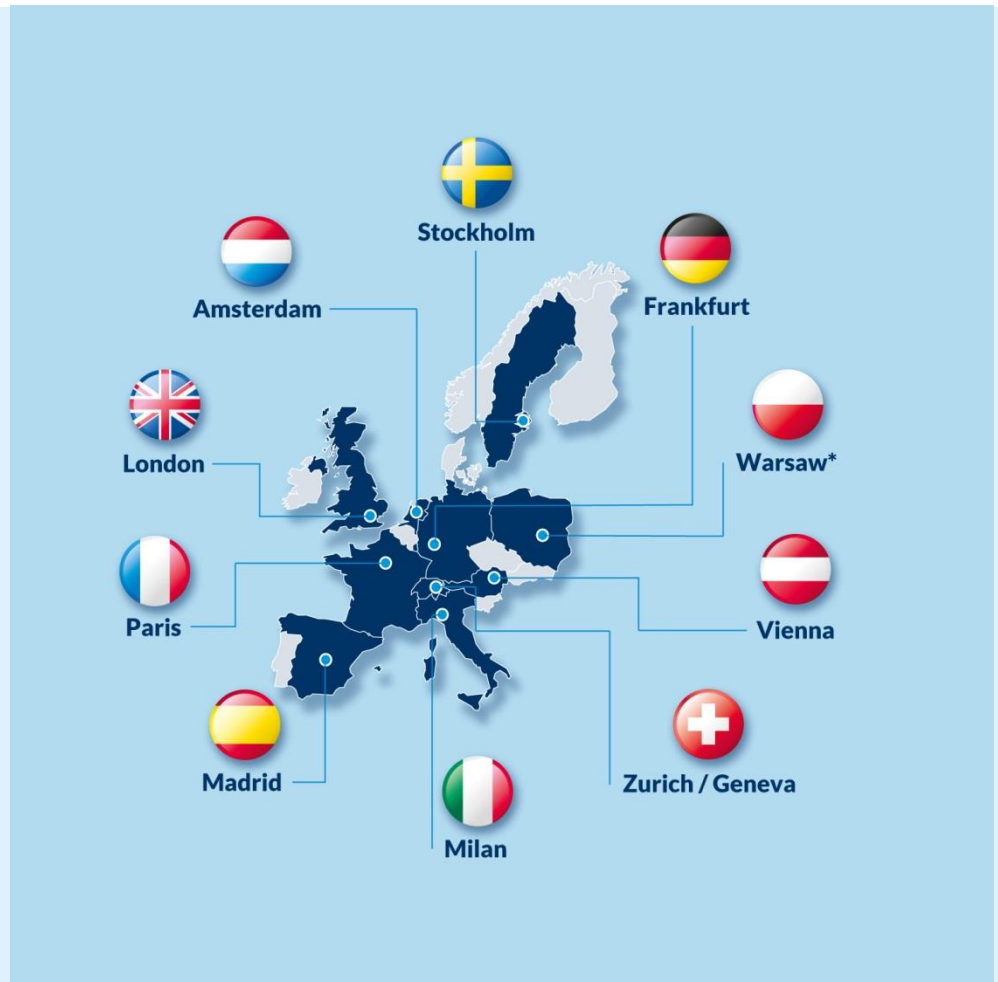 Stockholm
Amsterdam
Frankfurt
London
Warsaw*
Paris
Vienna
Madrid
Zurich / Geneva
Milan